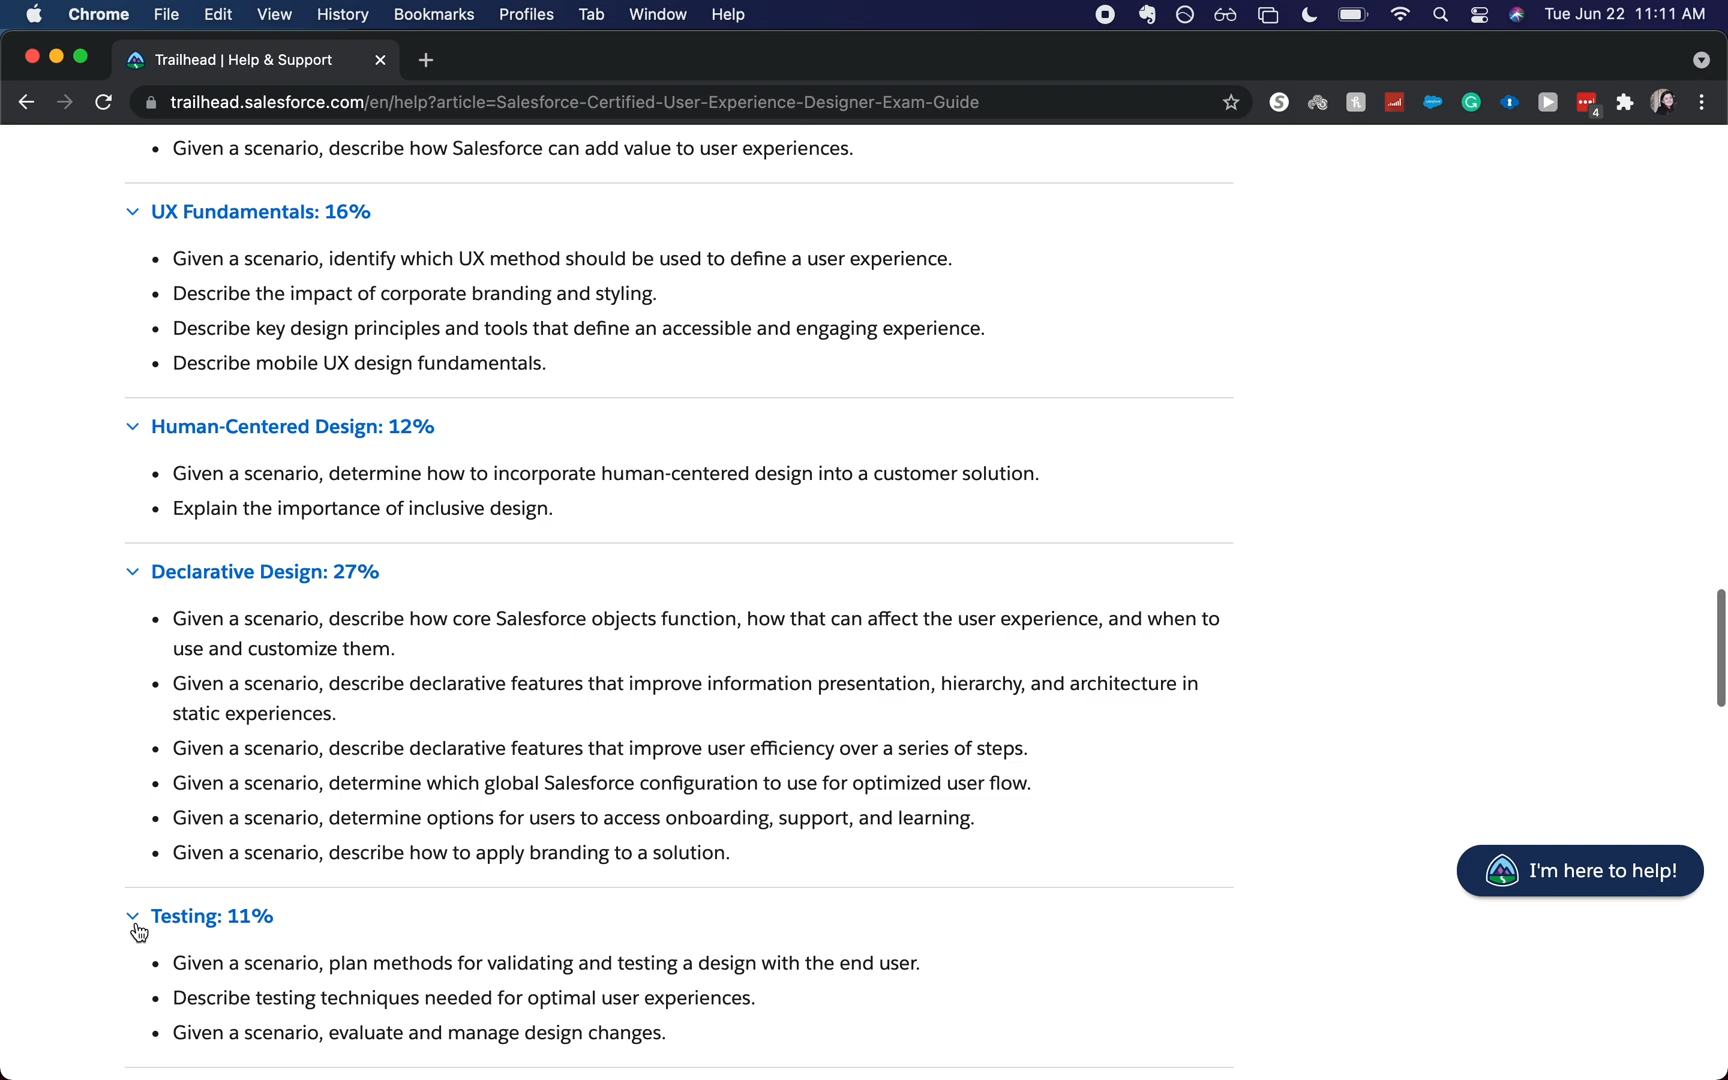 Chrome File Edit View History Bookmarks Profiles Tab Window Help Tue Jun 22 11:11 AM
Trailhead | Help & Support
trailhead.salesforce.com/en/help?article=Salesforce-Certified-User-Experience-Designer-Exam-Guide
4
• Given a scenario, describe how Salesforce can add value to user experiences.
UX Fundamentals: 16%
• Given a scenario, identify which UX method should be used to define a user experience.
• Describe the impact of corporate branding and styling.
• Describe key design principles and tools that define an accessible and engaging experience.
• Describe mobile UX design fundamentals.
Human-Centered Design: 12%
• Given a scenario, determine how to incorporate human-centered design into a customer solution.
• Explain the importance of inclusive design.
Declarative Design: 27%
• Given a scenario, describe how core Salesforce objects function, how that can affect the user experience, and when to
use and customize them.
• Given a scenario, describe declarative features that improve information presentation, hierarchy, and architecture in
static experiences.
• Given a scenario, describe declarative features that improve user efficiency over a series of steps.
• Given a scenario, determine which global Salesforce configuration to use for optimized user flow.
• Given a scenario, determine options for users to access onboarding, support, and learning.
• Given a scenario, describe how to apply branding to a solution.
I'm here to help!
Testing: 11%
• Given a scenario, plan methods for validating and testing a design with the end user.
• Describe testing techniques needed for optimal user experiences.
• Given a scenario, evaluate and manage design changes.